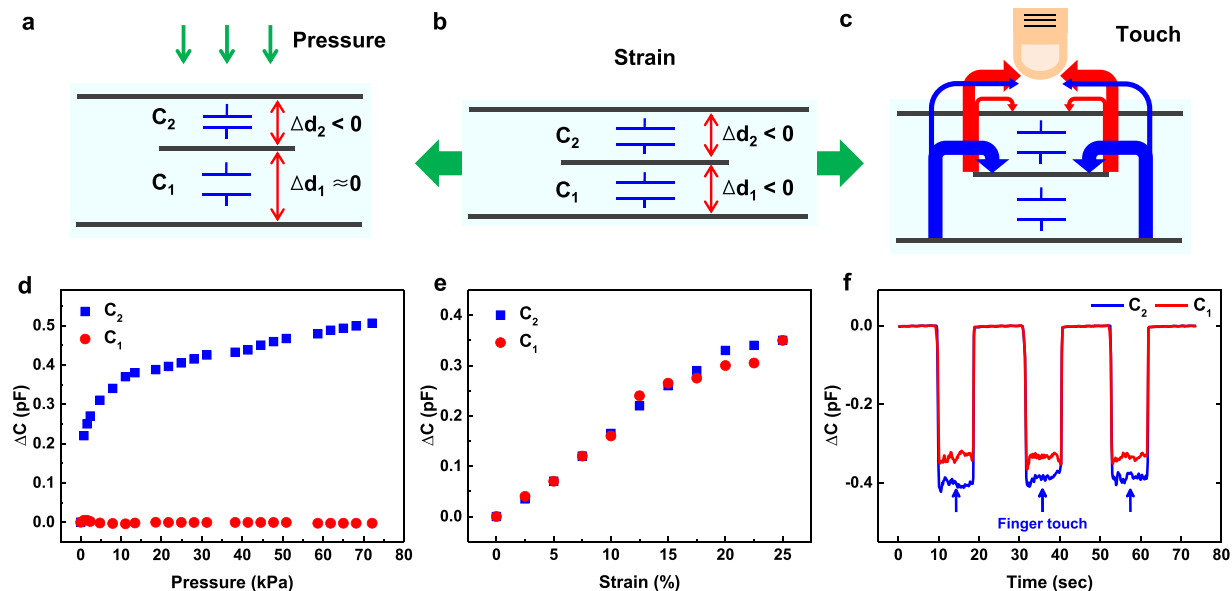 a
Pressure
C2
Δd2 < 0
C1
Δd1 ≈0
b
Strain
C2
Δd2 < 0
C1
Δd1 < 0
c
Touch
d
C2
C1
ΔC (pF)
0.5
0.4
0.3
0.2
0.1
0.0
0 10 20 30 40 50 60 70 80
Pressure (kPa)
e
C2
C1
ΔC (pF)
0.4
0.3
0.2
0.1
0.0
0 5 10 15 20 25
Strain (%)
f
C2 C1
ΔC (pF)
0.0
-0.2
-0.4
Finger touch
0 10 20 30 40 50 60 70 80
Time (sec)